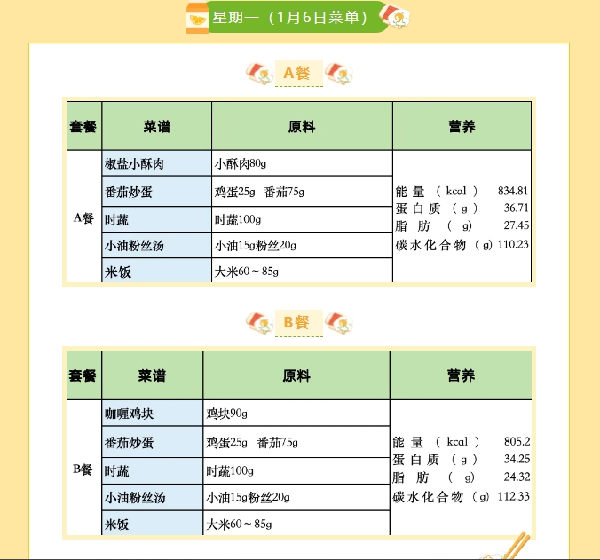 星期一（1月6日菜单）
A餐
套餐 菜谱 原料 营养
A餐
椒盐小酥肉 小酥肉80g
番茄炒蛋 鸡蛋25g 番茄75g
时蔬 时蔬100g
小油粉丝汤 小油15g粉丝20g
米饭 大米60~85g
能量（kcal） 834.81
蛋白质（g） 36.71
脂肪（g） 27.45
碳水化合物（g）110.23
B餐
套餐 菜谱 原料 营养
B餐
咖喱鸡块 鸡块90g
番茄炒蛋 鸡蛋25g 番茄75g
时蔬 时蔬100g
小油粉丝汤 小油15g粉丝20g
米饭 大米60~85g
能量（kcal） 805.2
蛋白质（g） 34.25
脂肪（g） 24.32
碳水化合物（g）112.33